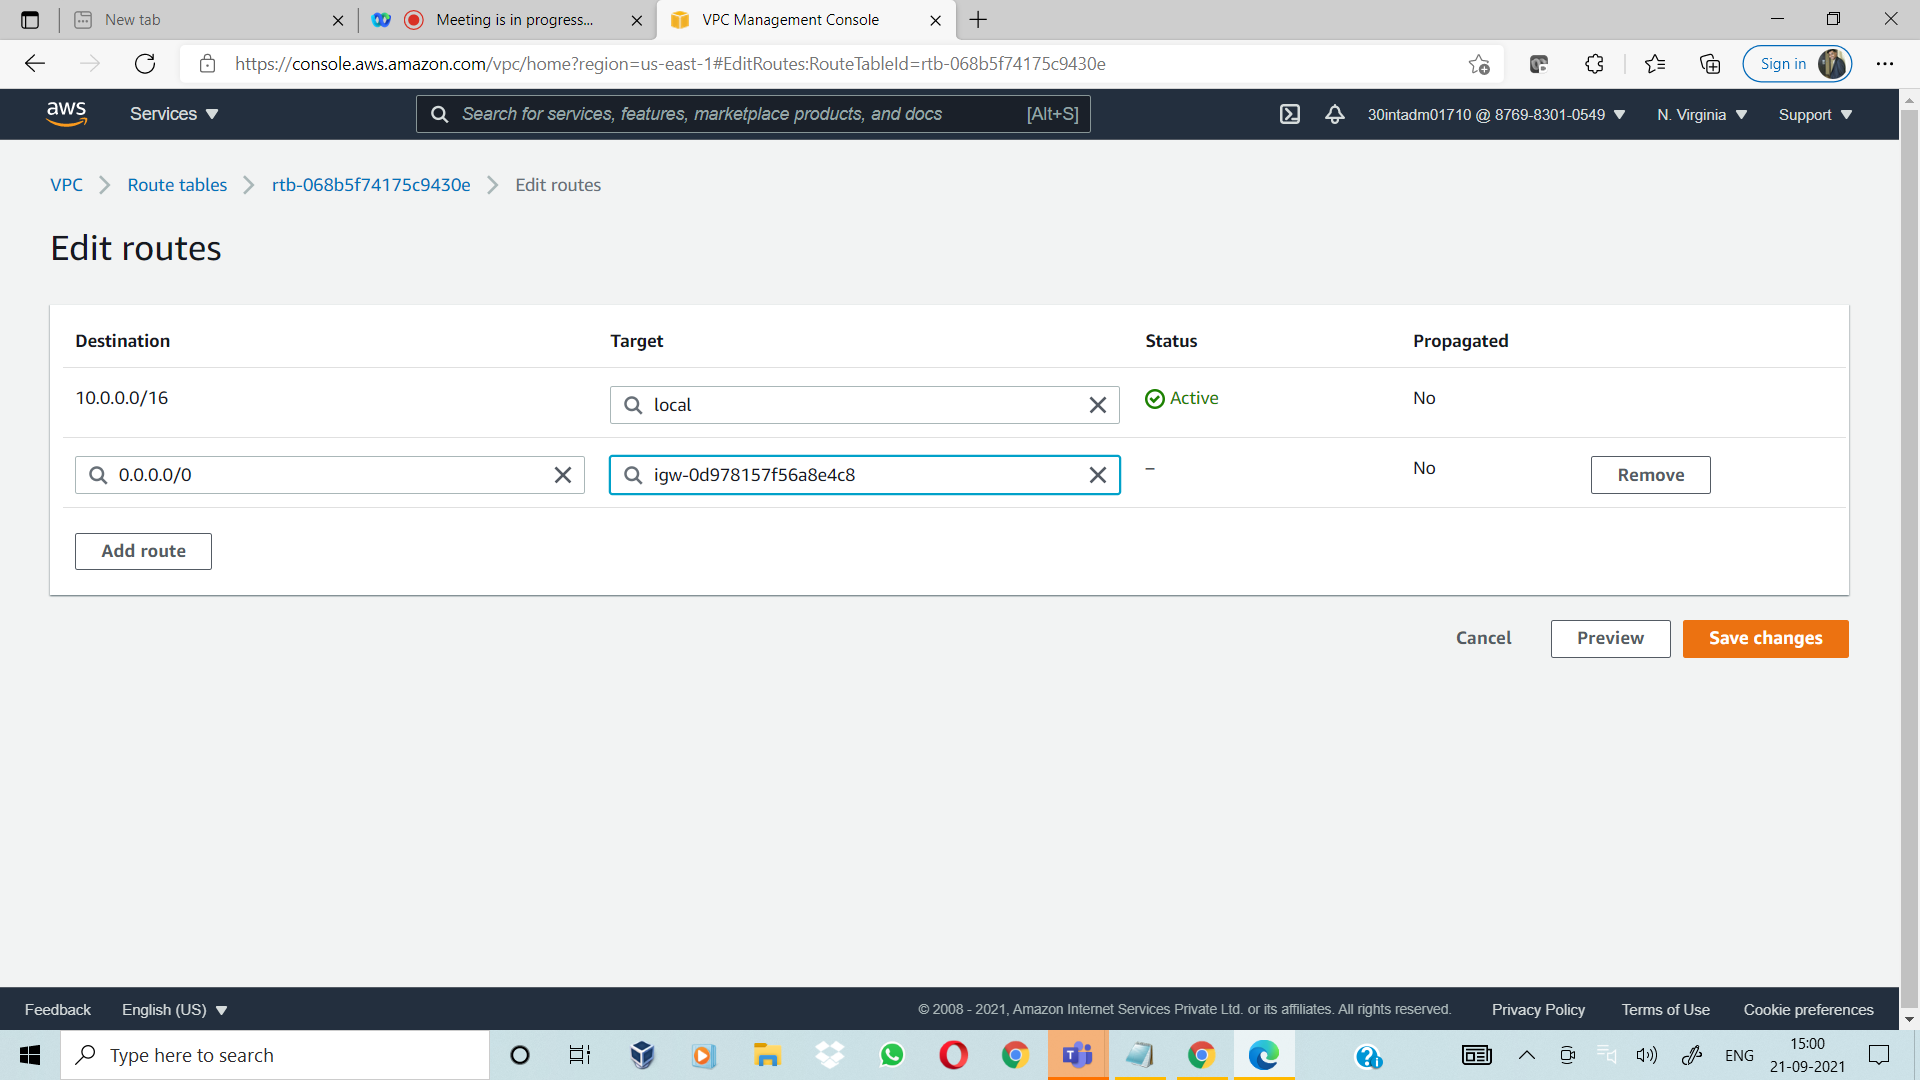 New tab
Meeting is in progress...
VPC Management Console
https://console.aws.amazon.com/vpc/home?region=us-east-1#EditRoutes:RouteTableId=rtb-068b5f74175c9430e
Sign in
aws
Services
Search for services, features, marketplace products, and docs
[Alt+S]
30intadm01710 @ 8769-8301-0549
N. Virginia
Support
VPC
Route tables
rtb-068b5f74175c9430e
Edit routes
Edit routes
Destination
Target
Status
Propagated
10.0.0.0/16
local
Active
No
0.0.0.0/0
igw-0d978157f56a8e4c8
–
No
Remove
Add route
Cancel
Preview
Save changes
Feedback
English (US)
© 2008 - 2021, Amazon Internet Services Private Ltd. or its affiliates. All rights reserved.
Privacy Policy
Terms of Use
Cookie preferences
Type here to search
ENG
15:00
21-09-2021